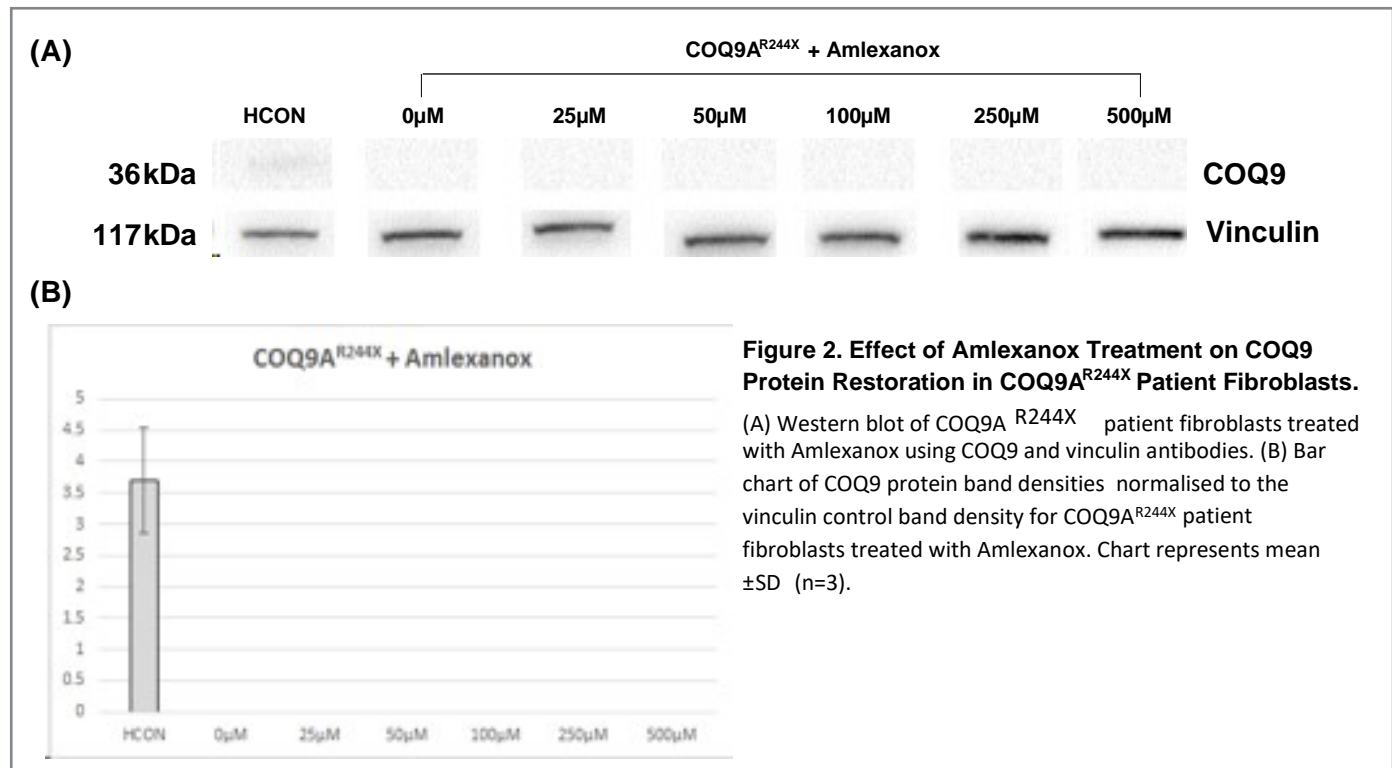 (A)
COQ9A^R244X + Amlexanox
HCON 0µM 25µM 50µM 100µM 250µM 500µM
36kDa COQ9
117kDa Vinculin
(B)
COQ9A^R244X + Amlexanox
5
4.5
4
3.5
3
2.5
2
1.5
1
0.5
0
HCON 0µM 25µM 50µM 100µM 250µM 500µM
Figure 2. Effect of Amlexanox Treatment on COQ9
Protein Restoration in COQ9A^R244X Patient Fibroblasts.
(A) Western blot of COQ9A R244X patient fibroblasts treated
with Amlexanox using COQ9 and vinculin antibodies. (B) Bar
chart of COQ9 protein band densities normalised to the
vinculin control band density for COQ9A^R244X patient
fibroblasts treated with Amlexanox. Chart represents mean
±SD (n=3).